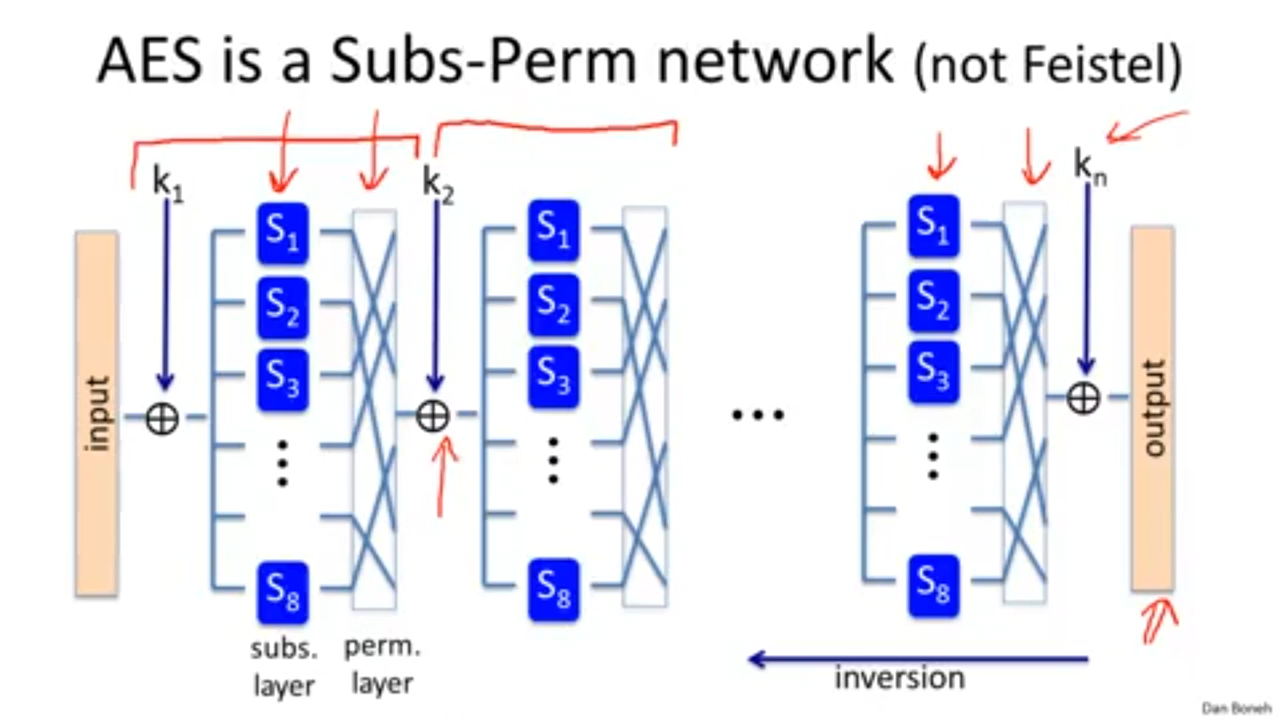 AES is a Subs-Perm network (not Feistel)
k1
k2
kn
input
S1
S2
S3
⋮
S8
subs.
layer
perm.
layer
S1
S2
S3
⋮
S8
...
S1
S2
S3
⋮
S8
output
inversion
Dan Boneh